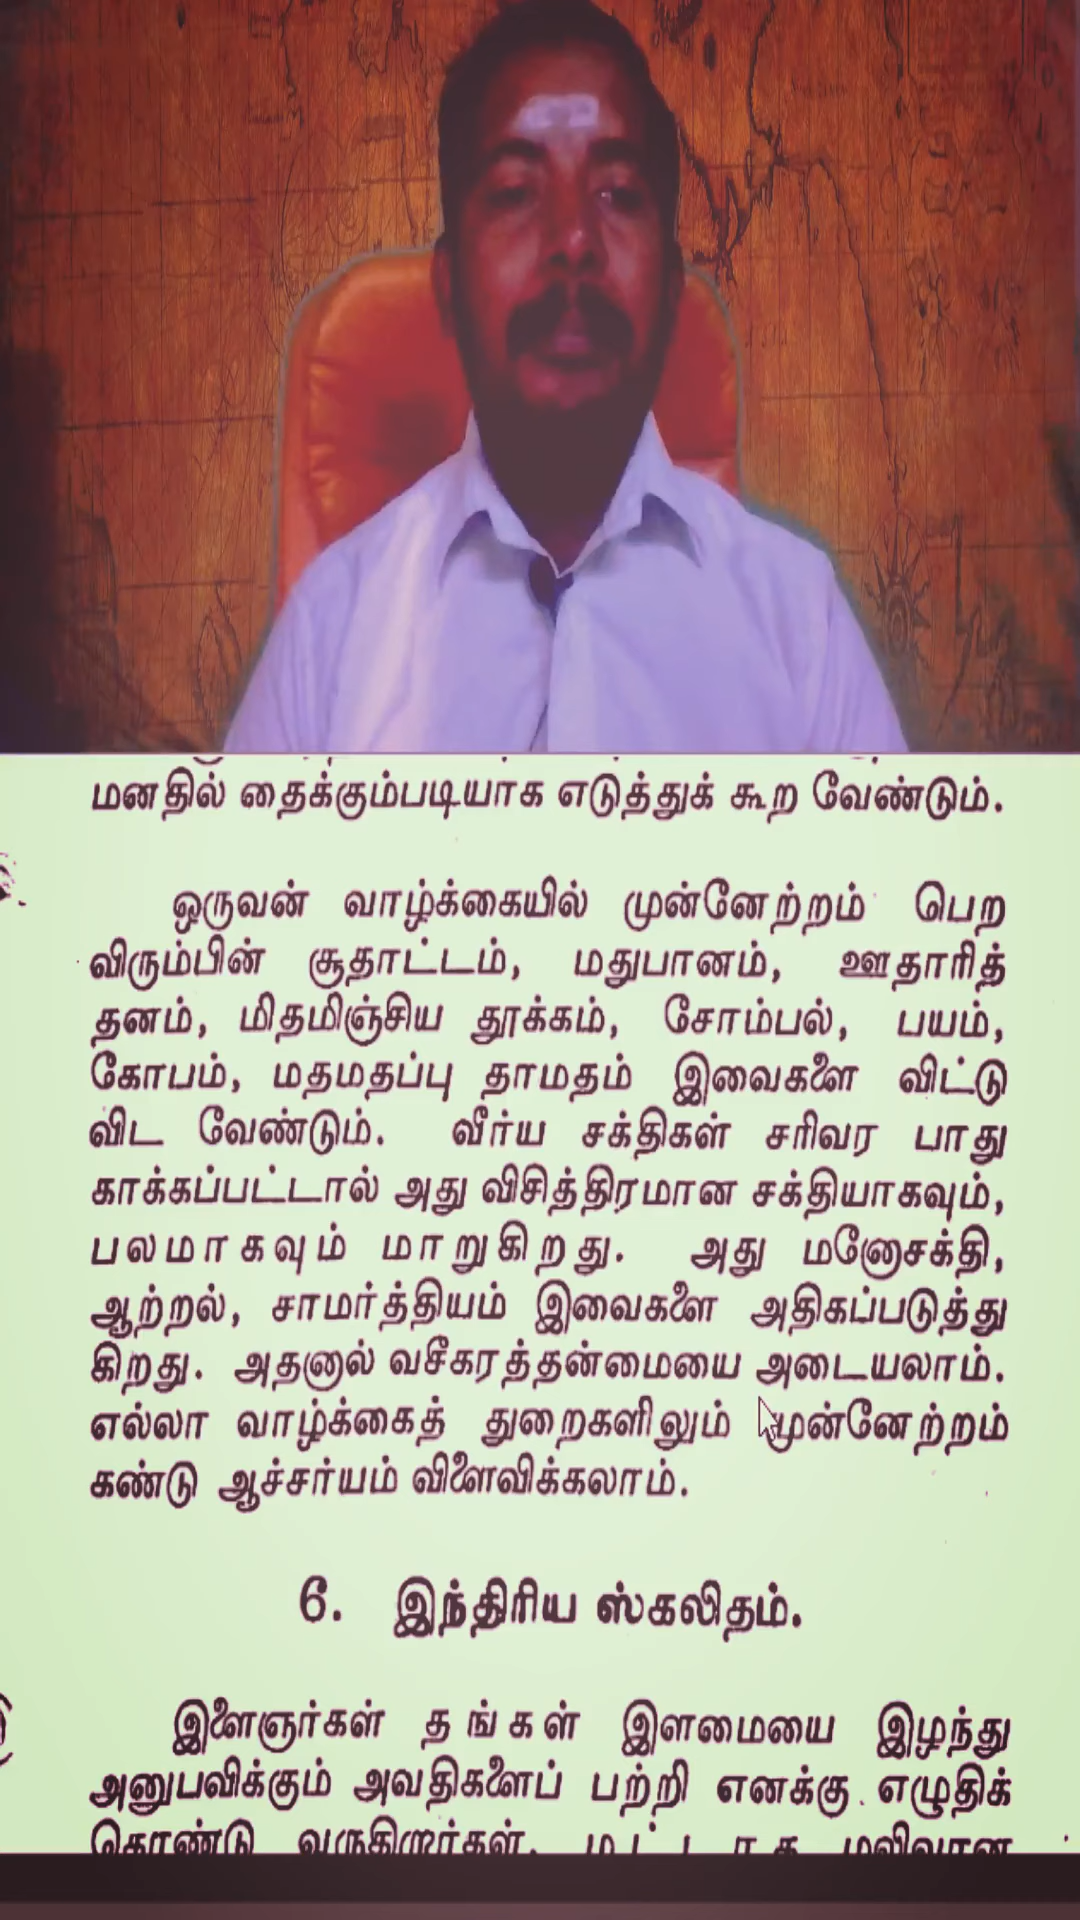 மனதில் தைக்கும்படியாக எடுத்துக் கூற வேண்டும்.
ஒருவன் வாழ்க்கையில் முன்னேற்றம் பெற
விரும்பின் சூதாட்டம், மதுபானம், ஊதாரித்
தனம், மிதமிஞ்சிய தூக்கம், சோம்பல், பயம்,
கோபம், மதமதப்பு தாமதம் இவைகளை விட்டு
விட வேண்டும். வீர்ய சக்திகள் சரிவர பாது
காக்கப்பட்டால் அது விசித்திரமான சக்தியாகவும்,
பலமாகவும் மாறுகிறது. அது மனோசக்தி,
ஆற்றல், சாமர்த்தியம் இவைகளை அதிகப்படுத்து
கிறது. அதனால் வசீகரத்தன்மையை அடையலாம்.
எல்லா வாழ்க்கைத் துறைகளிலும் முன்னேற்றம்
கண்டு ஆச்சர்யம் விளைவிக்கலாம்.
6. இந்திரிய ஸ்கலிதம்.
இளைஞர்கள் தங்கள் இளமையை இழந்து
அனுபவிக்கும் அவதிகளைப் பற்றி எனக்கு எழுதிக்
கொண்டு வருகிறார்கள்.